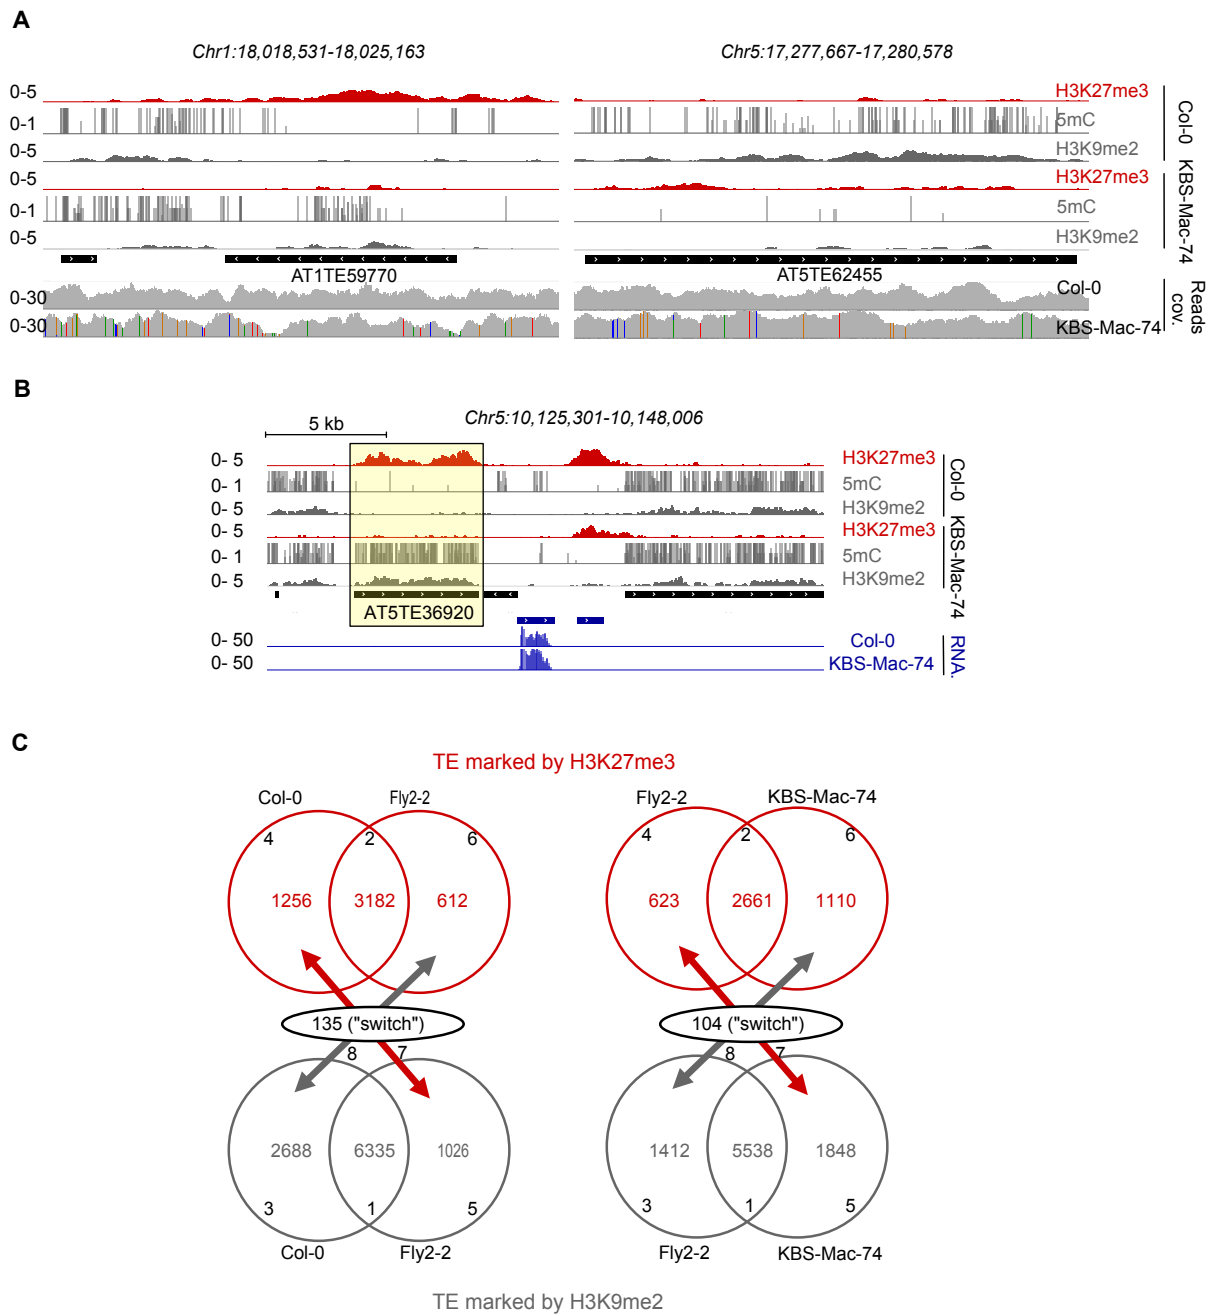 A
Chr1:18,018,531-18,025,163
Chr5:17,277,667-17,280,578
0-5
H3K27me3
0-1
5mC
0-5
H3K9me2
Col-0
0-5
H3K27me3
0-1
5mC
0-5
H3K9me2
KBS-Mac-74
AT1TE59770
AT5TE62455
0-30
Col-0
0-30
KBS-Mac-74
Reads
cov.
B
Chr5:10,125,301-10,148,006
5 kb
0- 5
H3K27me3
0- 1
5mC
0- 5
H3K9me2
Col-0
0- 5
H3K27me3
0- 1
5mC
0- 5
H3K9me2
KBS-Mac-74
AT5TE36920
0- 50
Col-0
0- 50
KBS-Mac-74
RNA.
C
TE marked by H3K27me3
Col-0
Fly2-2
4
2
6
1256
3182
612
135 ("switch")
8
7
2688
6335
1026
3
1
5
Col-0
Fly2-2
Fly2-2
KBS-Mac-74
4
2
6
623
2661
1110
104 ("switch")
8
7
1412
5538
1848
3
1
5
Fly2-2
KBS-Mac-74
TE marked by H3K9me2